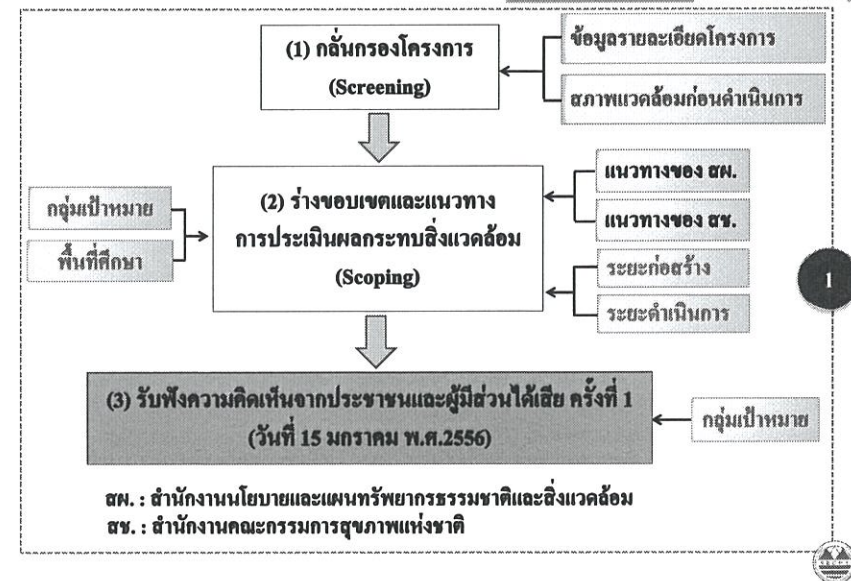 (1) กลั่นกรองโครงการ
(Screening)
ข้อมูลรายละเอียดโครงการ
สภาพแวดล้อมก่อนดำเนินการ
กลุ่มเป้าหมาย
พื้นที่ศึกษา
(2) ร่างขอบเขตและแนวทาง
การประเมินผลกระทบสิ่งแวดล้อม
(Scoping)
แนวทางของ สผ.
แนวทางของ สช.
ระยะก่อสร้าง
ระยะดำเนินการ
1
(3) รับฟังความคิดเห็นจากประชาชนและผู้มีส่วนได้เสีย ครั้งที่ 1
(วันที่ 15 มกราคม พ.ศ.2556)
กลุ่มเป้าหมาย
สผ. : สำนักงานนโยบายและแผนทรัพยากรธรรมชาติและสิ่งแวดล้อม
สช. : สำนักงานคณะกรรมการสุขภาพแห่งชาติ